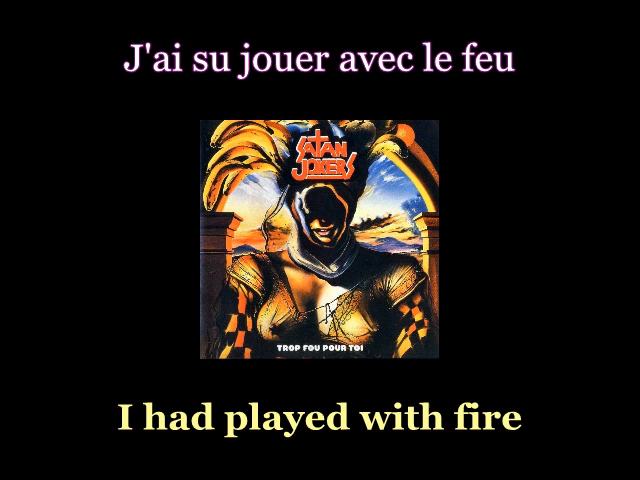 J'ai su jouer avec le feu
SATAN
JOKERS
TROP FOU POUR TOI
I had played with fire